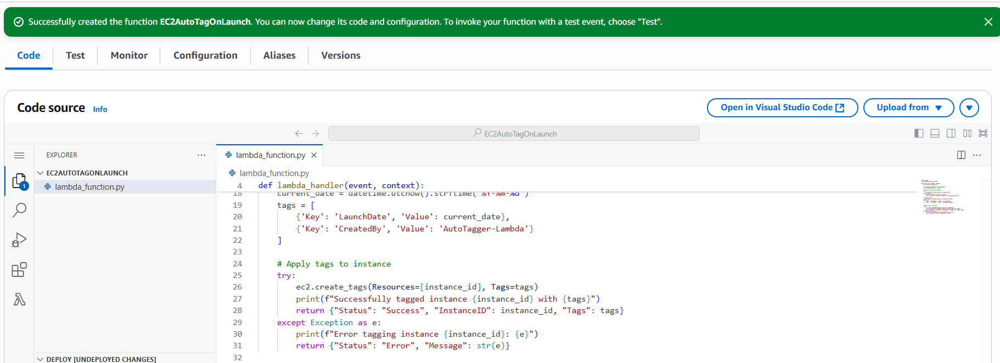 Successfully created the function EC2AutoTagOnLaunch. You can now change its code and configuration. To invoke your function with a test event, choose "Test".
Code
Test
Monitor
Configuration
Aliases
Versions
Code source
Info
Open in Visual Studio Code
Upload from
EC2AutoTagOnLaunch
EXPLORER
EC2AUTOTAGONLAUNCH
lambda_function.py
1
DEPLOY [UNDEPLOYED CHANGES]
lambda_function.py
lambda_function.py
4 def lambda_handler(event, context):
18 current_date = datetime.utcnow().strftime('%Y-%m-%d')
19 tags = [
20 {'Key': 'LaunchDate', 'Value': current_date},
21 {'Key': 'CreatedBy', 'Value': 'AutoTagger-Lambda'}
22 ]
23
24 # Apply tags to instance
25 try:
26 ec2.create_tags(Resources=[instance_id], Tags=tags)
27 print(f"Successfully tagged instance {instance_id} with {tags}")
28 return {"Status": "Success", "InstanceID": instance_id, "Tags": tags}
29 except Exception as e:
30 print(f"Error tagging instance {instance_id}: {e}")
31 return {"Status": "Error", "Message": str(e)}
32